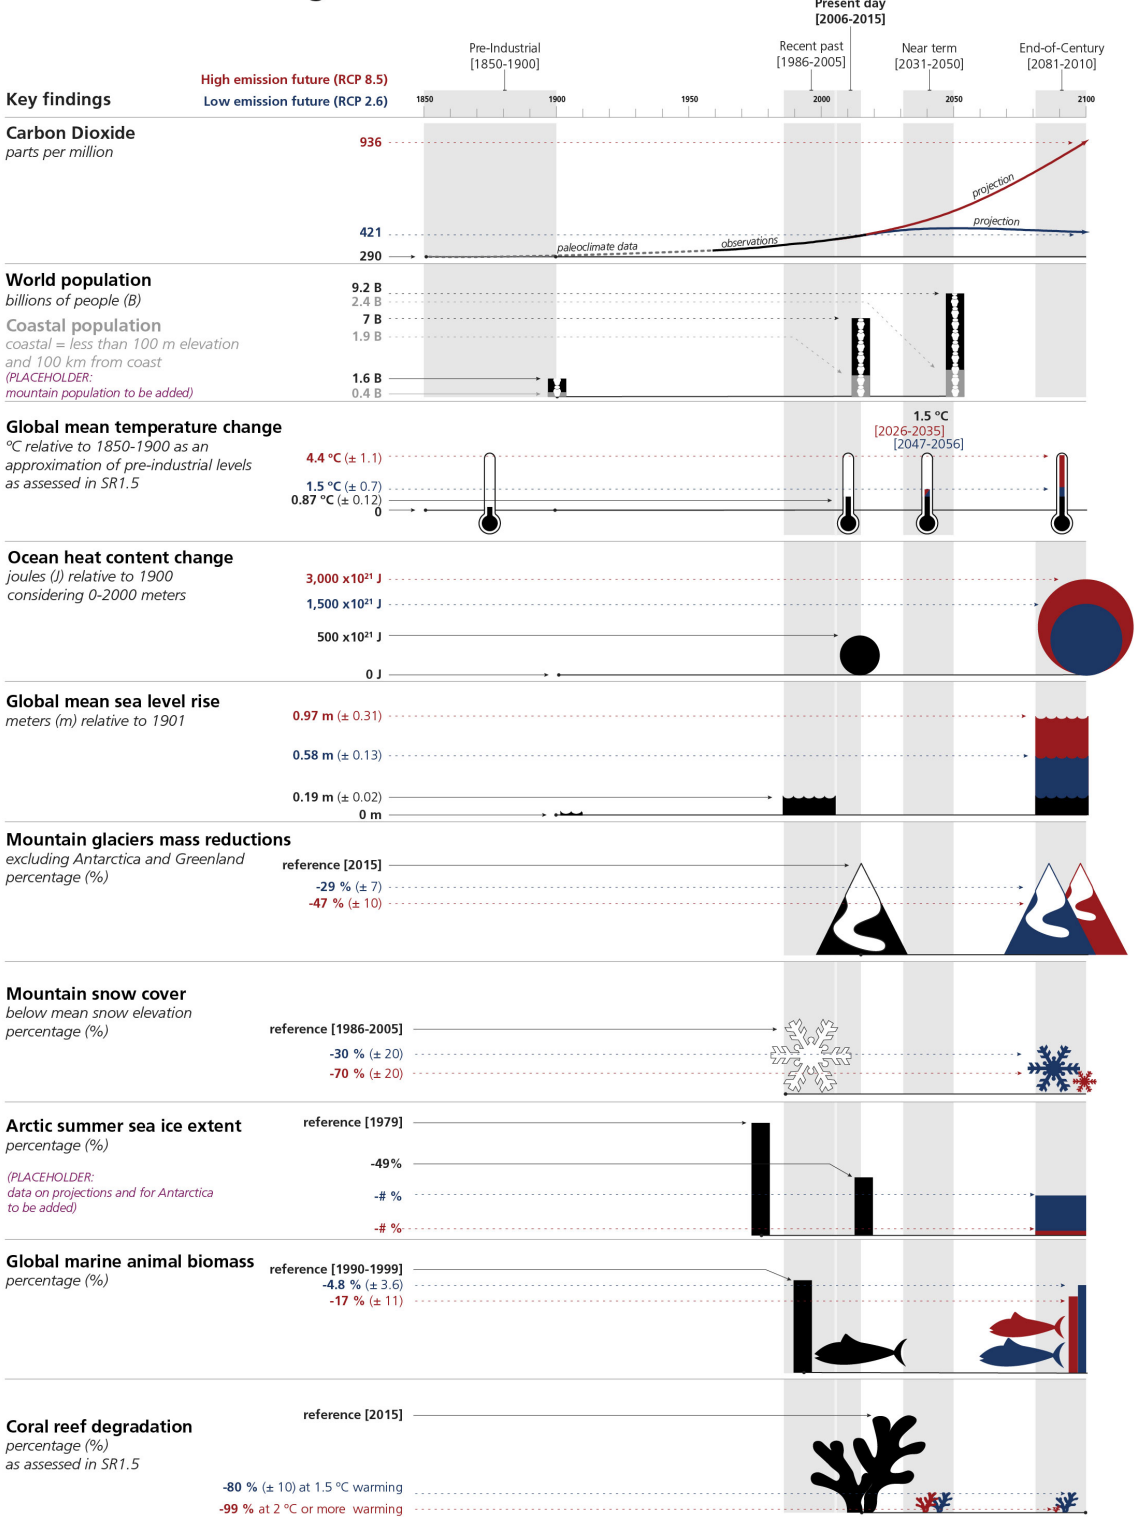 Present day
[2006-2015]
Pre-Industrial
[1850-1900]
Recent past
[1986-2005]
Near term
[2031-2050]
End-of-Century
[2081-2010]
High emission future (RCP 8.5)
Low emission future (RCP 2.6)
Key findings
1850
1900
1950
2000
2050
2100
Carbon Dioxide
parts per million
936
421
290
paleoclimate data
observations
projection
projection
World population
billions of people (B)
Coastal population
coastal = less than 100 m elevation
and 100 km from coast
(PLACEHOLDER:
mountain population to be added)
9.2 B
2.4 B
7 B
1.9 B
1.6 B
0.4 B
Global mean temperature change
ºC relative to 1850-1900 as an
approximation of pre-industrial levels
as assessed in SR1.5
4.4 ºC (± 1.1)
1.5 ºC (± 0.7)
0.87 ºC (± 0.12)
0
1.5 ºC
[2026-2035]
[2047-2056]
Ocean heat content change
joules (J) relative to 1900
considering 0-2000 meters
3,000 x10²¹ J
1,500 x10²¹ J
500 x10²¹ J
0 J
Global mean sea level rise
meters (m) relative to 1901
0.97 m (± 0.31)
0.58 m (± 0.13)
0.19 m (± 0.02)
0 m
Mountain glaciers mass reductions
excluding Antarctica and Greenland
percentage (%)
reference [2015]
-29 % (± 7)
-47 % (± 10)
Mountain snow cover
below mean snow elevation
percentage (%)
reference [1986-2005]
-30 % (± 20)
-70 % (± 20)
Arctic summer sea ice extent
percentage (%)
(PLACEHOLDER:
data on projections and for Antarctica
to be added)
reference [1979]
-49%
-# %
-# %
Global marine animal biomass
percentage (%)
reference [1990-1999]
-4.8 % (± 3.6)
-17 % (± 11)
Coral reef degradation
percentage (%)
as assessed in SR1.5
reference [2015]
-80 % (± 10) at 1.5 ºC warming
-99 % at 2 ºC or more warming